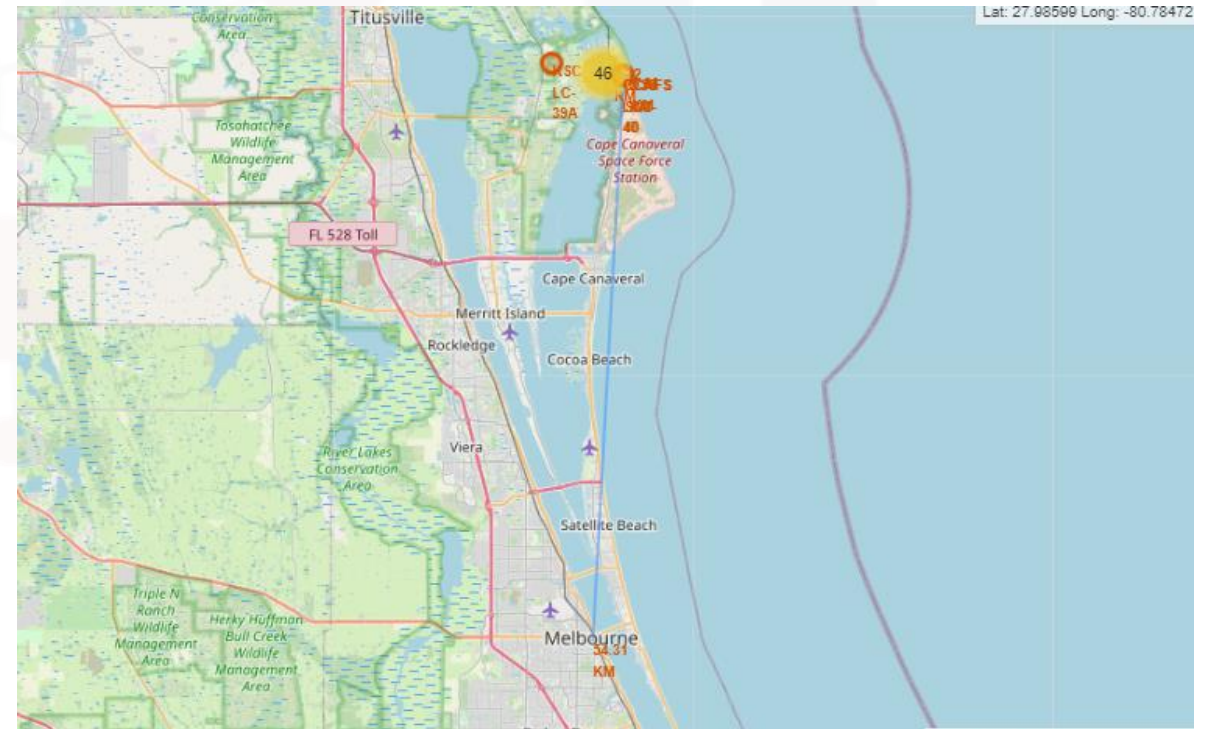 Lat: 27.98599 Long: -80.78472
Conservation
Area
Titusville
46
KSC
LC-
39A
40
Tosohatchee
Wildlife
Management
Area
Cape Canaveral
Space Force
Station
FL 528 Toll
Cape Canaveral
Merritt Island
Rockledge
Cocoa Beach
Viera
River Lakes
Conservation
Area
Satellite Beach
Triple N
Ranch
Wildlife
Management
Area
Herky Huffman
Bull Creek
Wildlife
Management
Area
Melbourne
54.31
KM